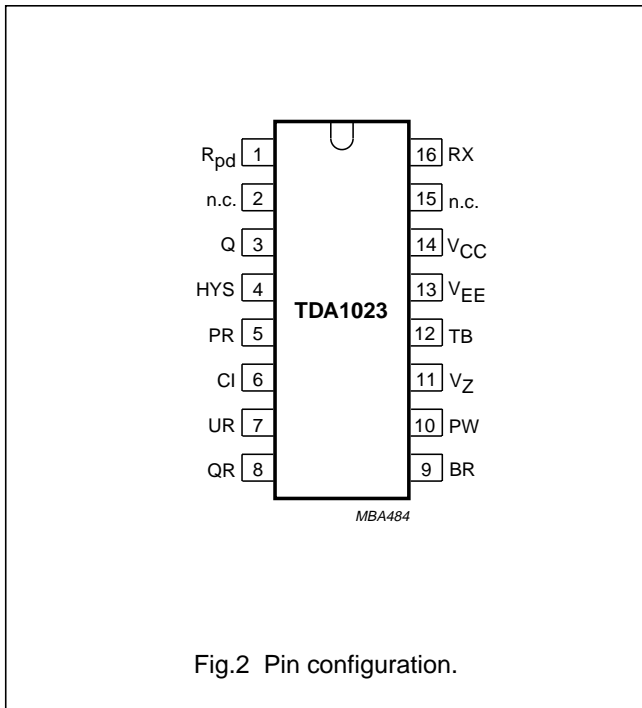 Rpd 1 16 RX
n.c. 2 15 n.c.
Q 3 14 VCC
HYS 4 13 VEE
TDA1023
PR 5 12 TB
CI 6 11 VZ
UR 7 10 PW
QR 8 9 BR
MBA484
Fig.2 Pin configuration.